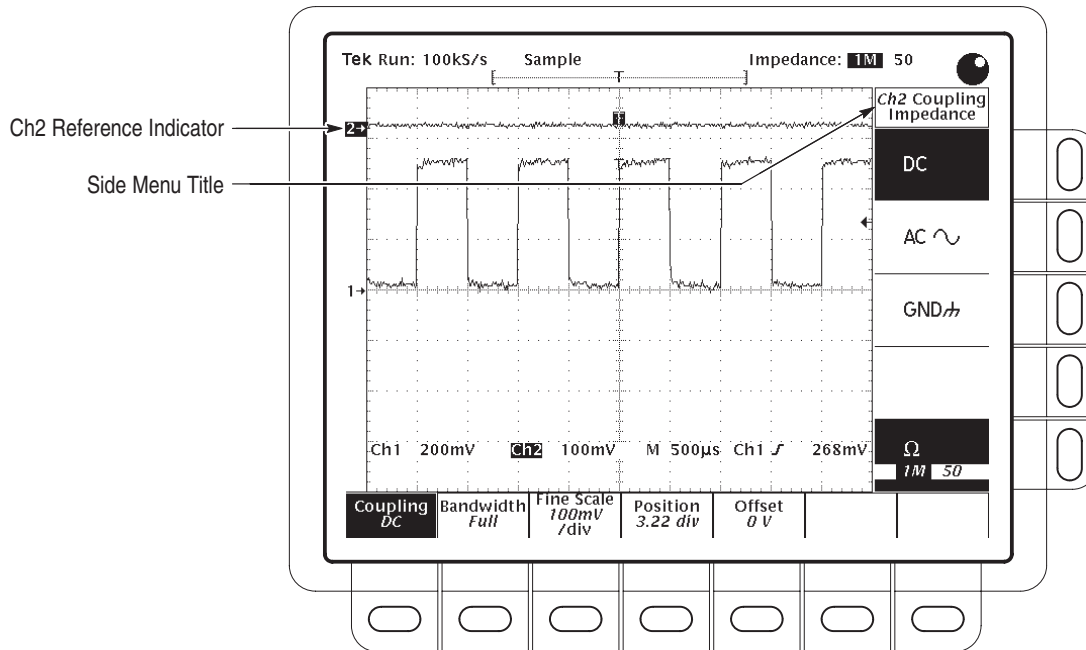 Tek Run: 100kS/s Sample Impedance: 1M 50
T
Ch2 Coupling
Impedance
Ch2 Reference Indicator
2→
T
Side Menu Title
DC
AC
1→
GND
Ch1 200mV Ch2 100mV M 500µs Ch1 268mV
Ω
1M 50
Coupling
DC
Bandwidth
Full
Fine Scale
100mV
/div
Position
3.22 div
Offset
0 V